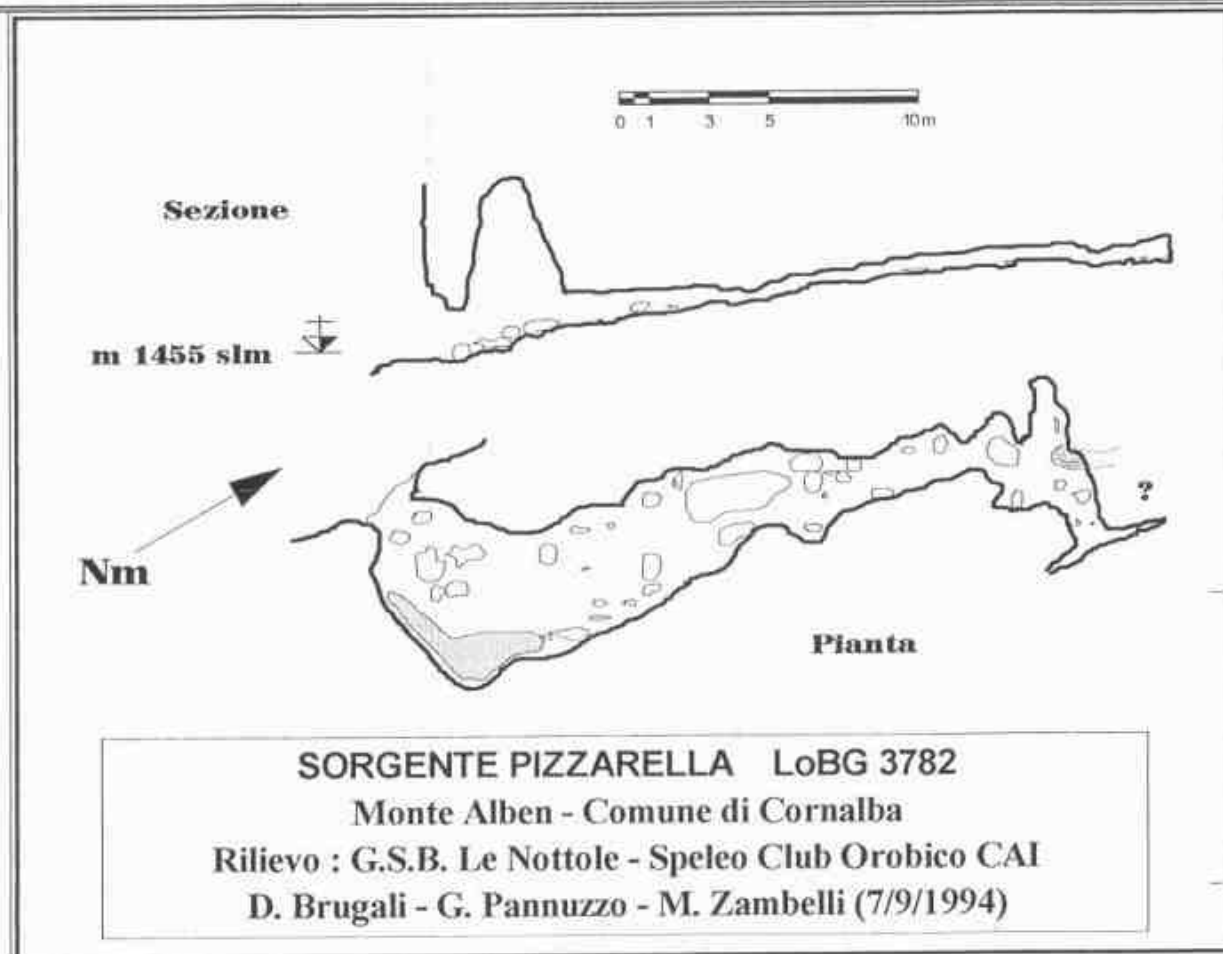 0 1 3 5 10m
Sezione
m 1455 slm
Nm
?
Pianta
SORGENTE PIZZARELLA LoBG 3782
Monte Alben - Comune di Cornalba
Rilievo : G.S.B. Le Nottole - Speleo Club Orobico CAI
D. Brugali - G. Pannuzzo - M. Zambelli (7/9/1994)